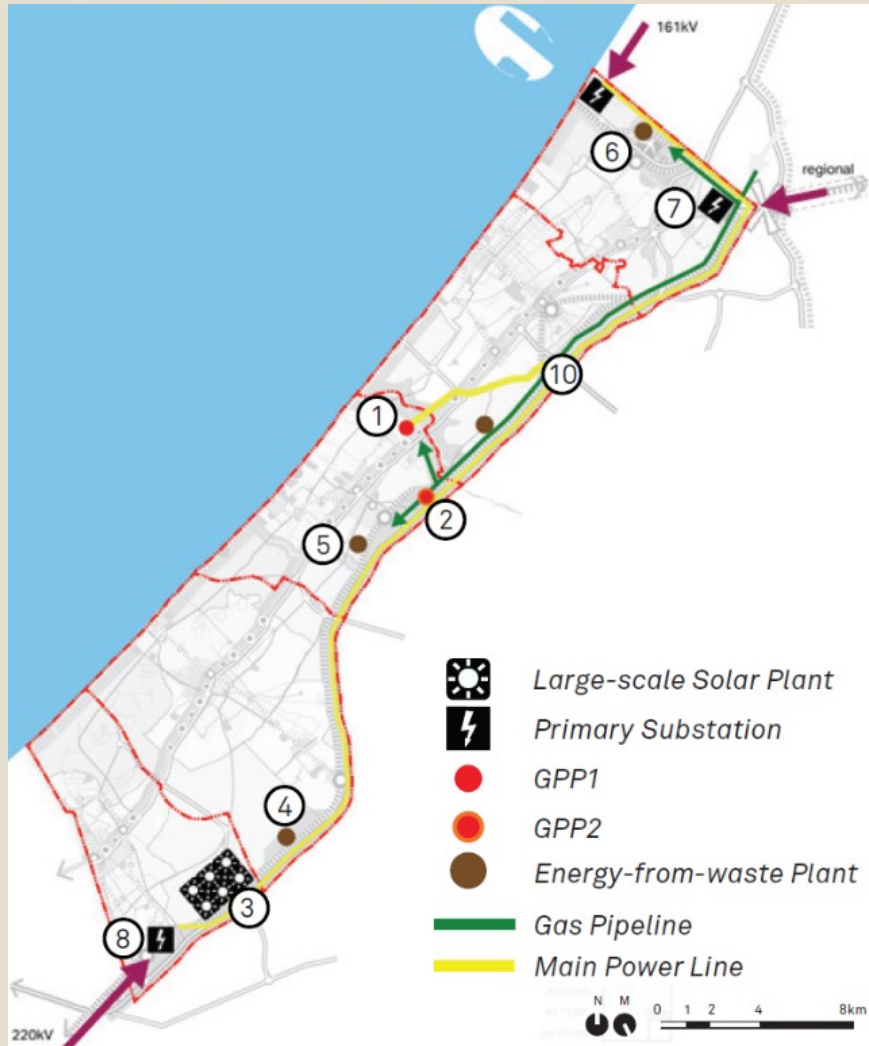 161kV
6
regional
7
10
1
2
5
4
3
8
220kV
Large-scale Solar Plant
Primary Substation
GPP1
GPP2
Energy-from-waste Plant
Gas Pipeline
Main Power Line
N M 0 1 2 4 8km